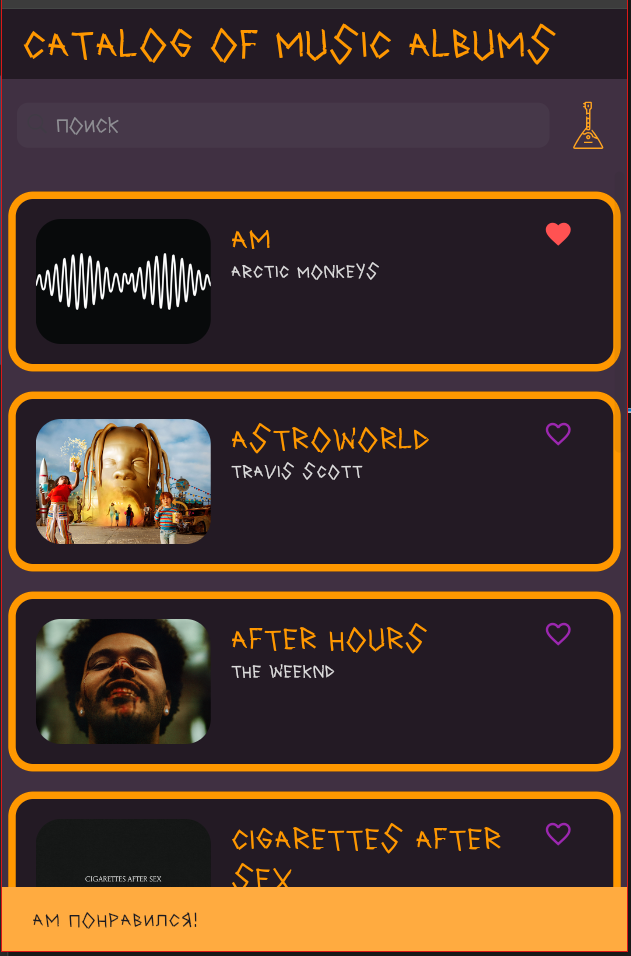 CATALOG OF MUSIC ALBUMS
ПОИСК
AM
ARCTIC MONKEYS
ASTROWORLD
TRAVIS SCOTT
AFTER HOURS
THE WEEKND
CIGARETTES AFTER
SEX
CIGARETTES AFTER SEX
AM ПОНРАВИЛСЯ!